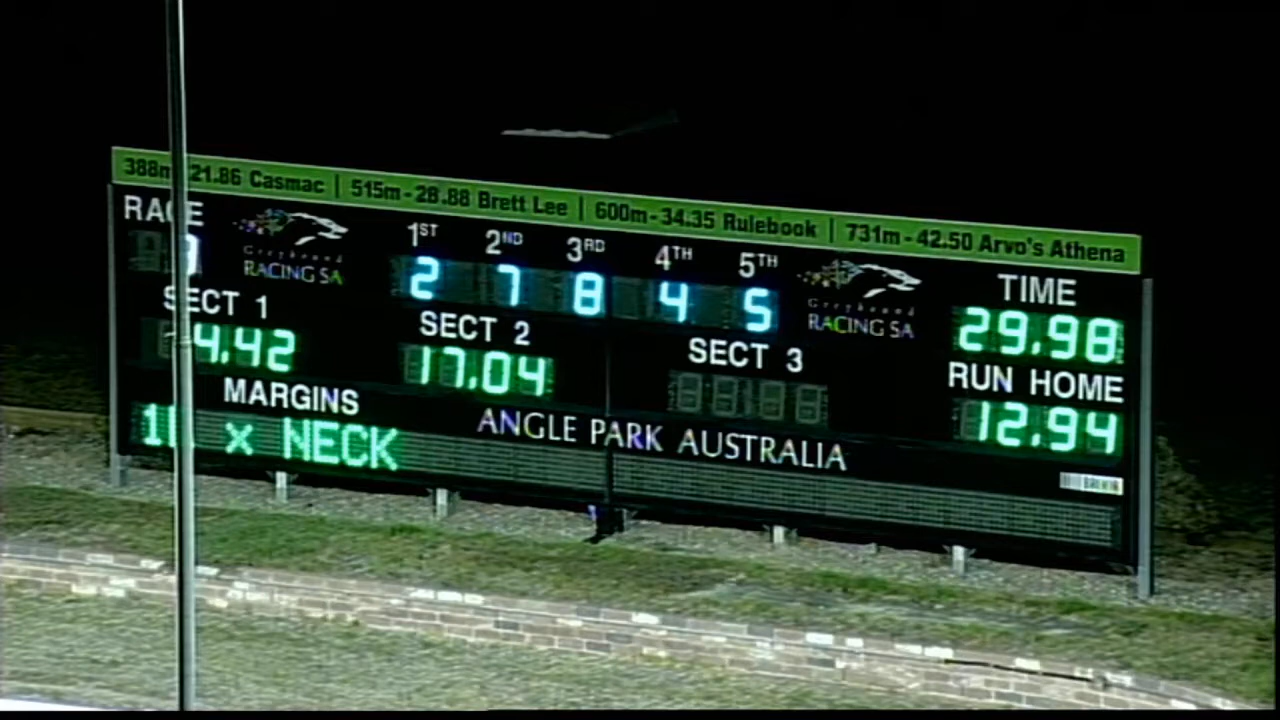 388m-21.86 Casmac | 515m-28.88 Brett Lee | 600m-34.35 Rulebook | 731m-42.50 Arvo's Athena
RACE
Greyhound
RACING SA
1ST 2ND 3RD 4TH 5TH
2 7 8 4 5
Greyhound
RACING SA
TIME
29.98
SECT 1
4.42
SECT 2
17.04
SECT 3
RUN HOME
12.94
MARGINS
x NECK
ANGLE PARK AUSTRALIA